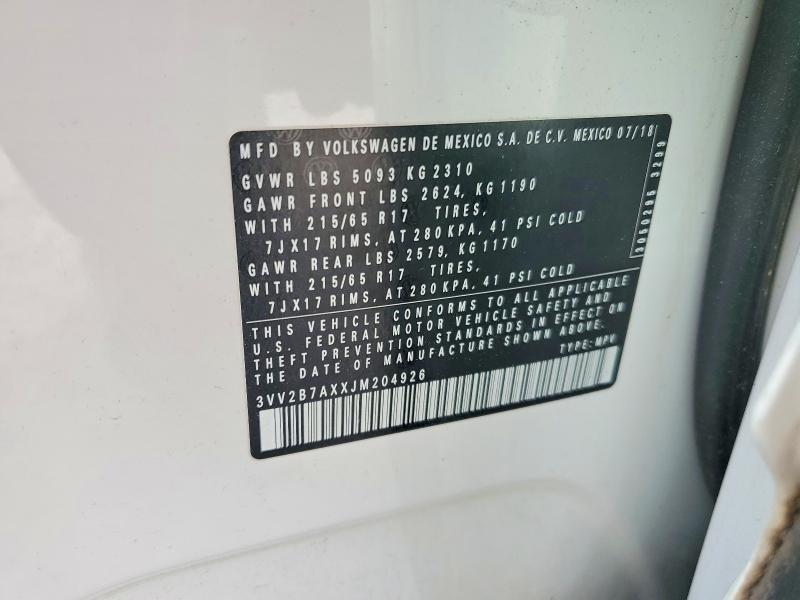 MFD BY VOLKSWAGEN DE MEXICO S.A. DE C.V. MEXICO 07/18
GVWR LBS 5093 KG 2310
GAWR FRONT LBS 2624, KG 1190
WITH 215/65 R17 TIRES,
7JX17 RIMS, AT 280 KPA, 41 PSI COLD
GAWR REAR LBS 2579, KG 1170
WITH 215/65 R17 TIRES,
7JX17 RIMS, AT 280 KPA, 41 PSI COLD
3050295 3299
THIS VEHICLE CONFORMS TO ALL APPLICABLE
U.S. FEDERAL MOTOR VEHICLE SAFETY AND
THEFT PREVENTION STANDARDS IN EFFECT ON
THE DATE OF MANUFACTURE SHOWN ABOVE.
TYPE: MPV
3VV2B7AXXJM204926